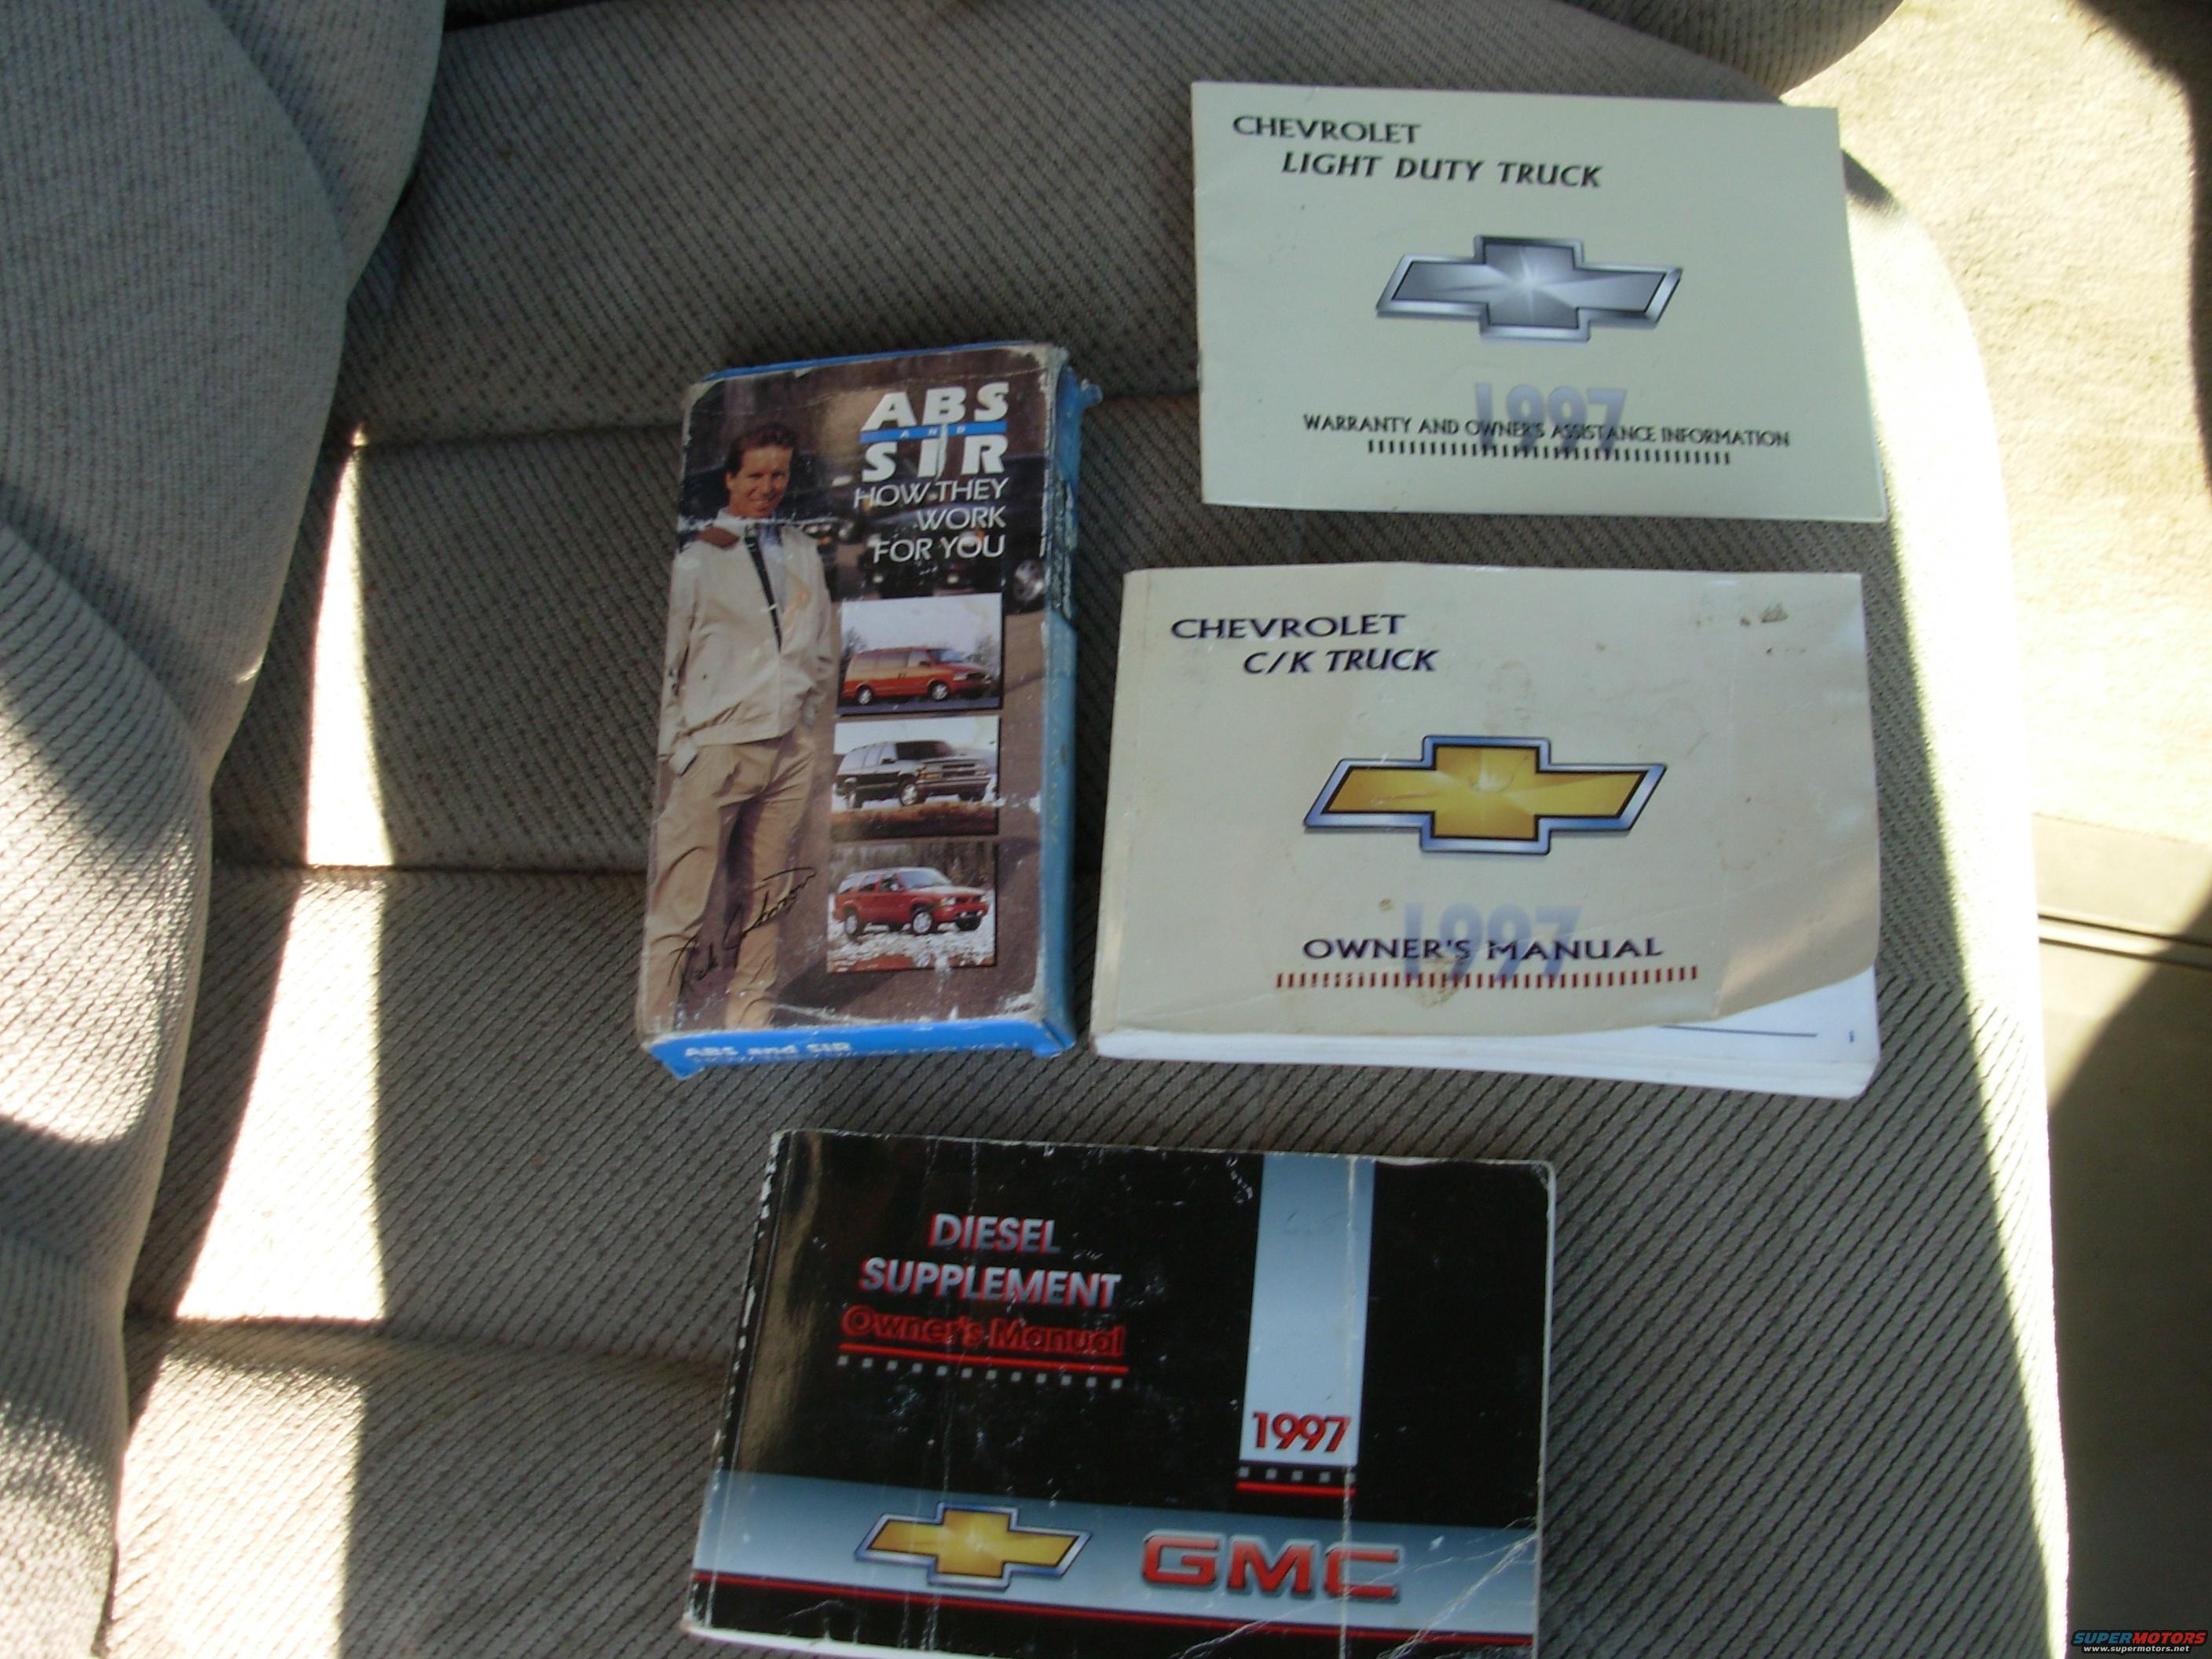 CHEVROLET
LIGHT DUTY TRUCK
1997
WARRANTY AND OWNER'S ASSISTANCE INFORMATION
ABS
AND
SIR
HOW THEY
WORK
FOR YOU
ABS and SIR
CHEVROLET
C/K TRUCK
1997
OWNER'S MANUAL
DIESEL
SUPPLEMENT
Owner's Manual
1997
GMC
SUPERMOTORS
www.supermotors.net